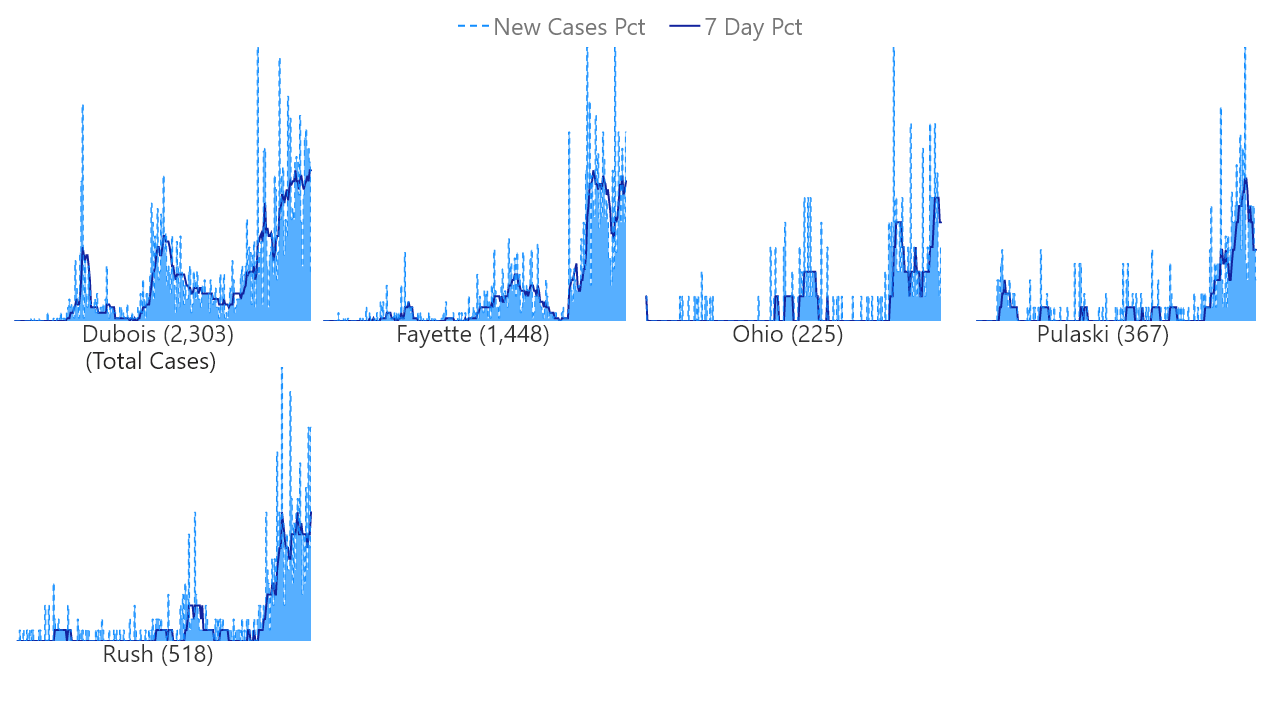 New Cases Pct 7 Day Pct
Dubois (2,303)
(Total Cases)
Fayette (1,448)
Ohio (225)
Pulaski (367)
Rush (518)